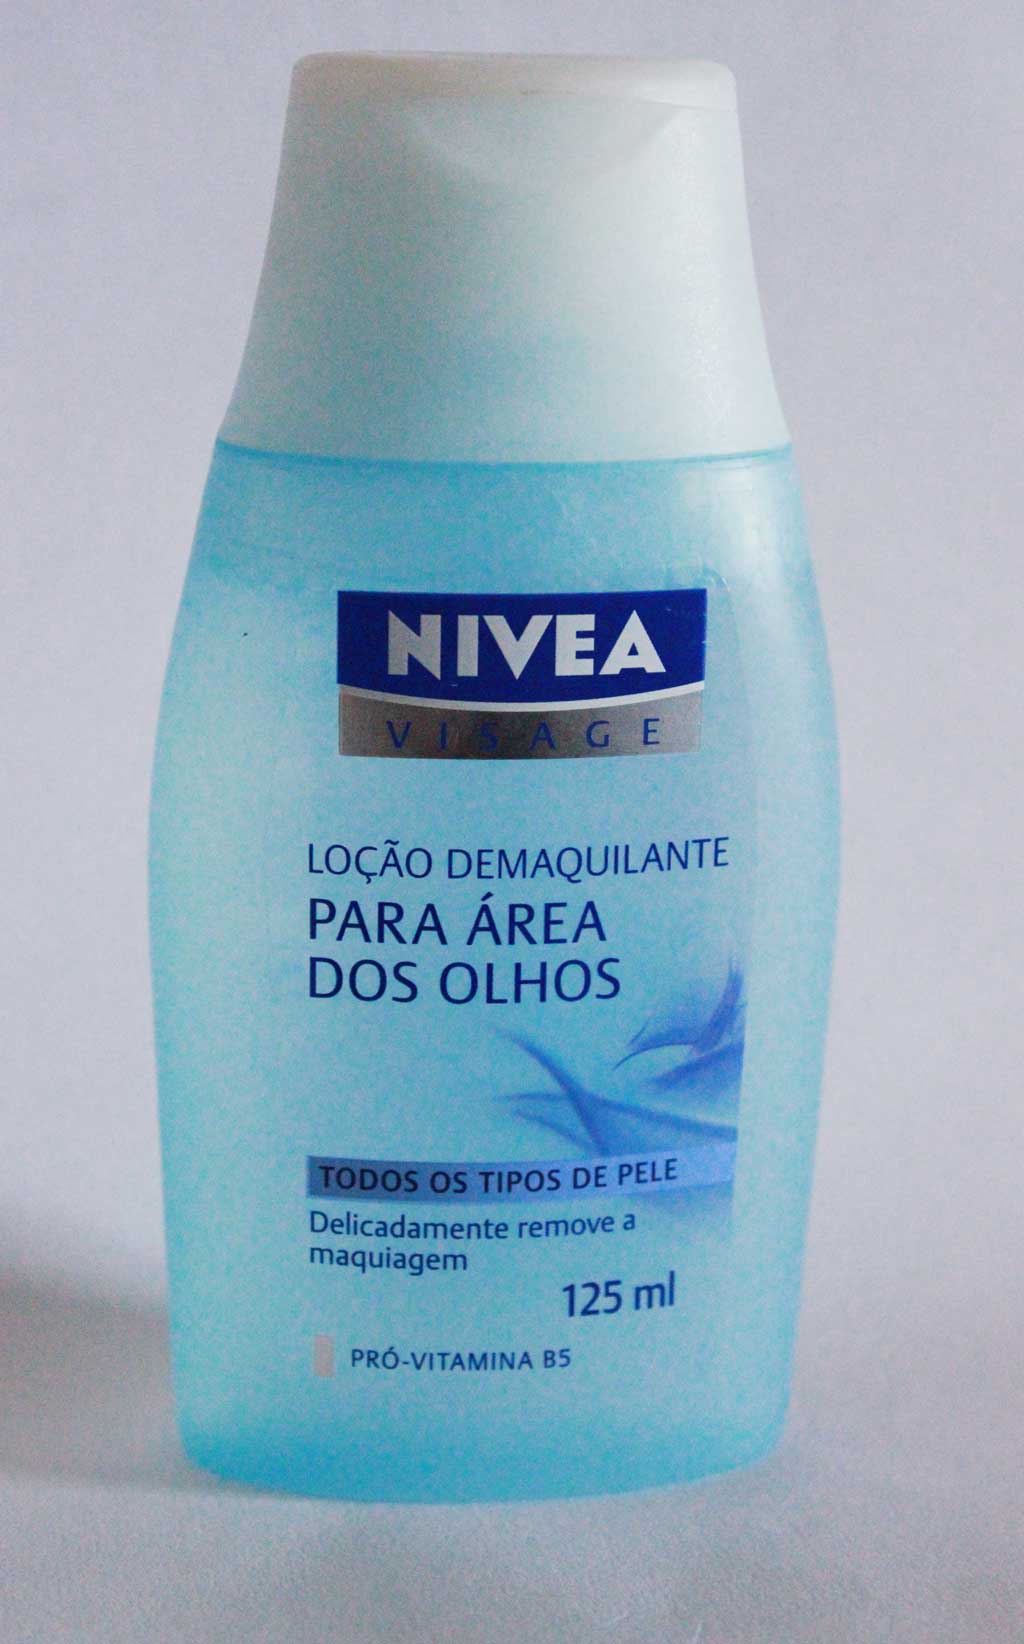 NIVEA
VISAGE
LOÇÃO DEMAQUILANTE
PARA ÁREA
DOS OLHOS
TODOS OS TIPOS DE PELE
Delicadamente remove a
maquiagem
125 ml
PRÓ-VITAMINA B5